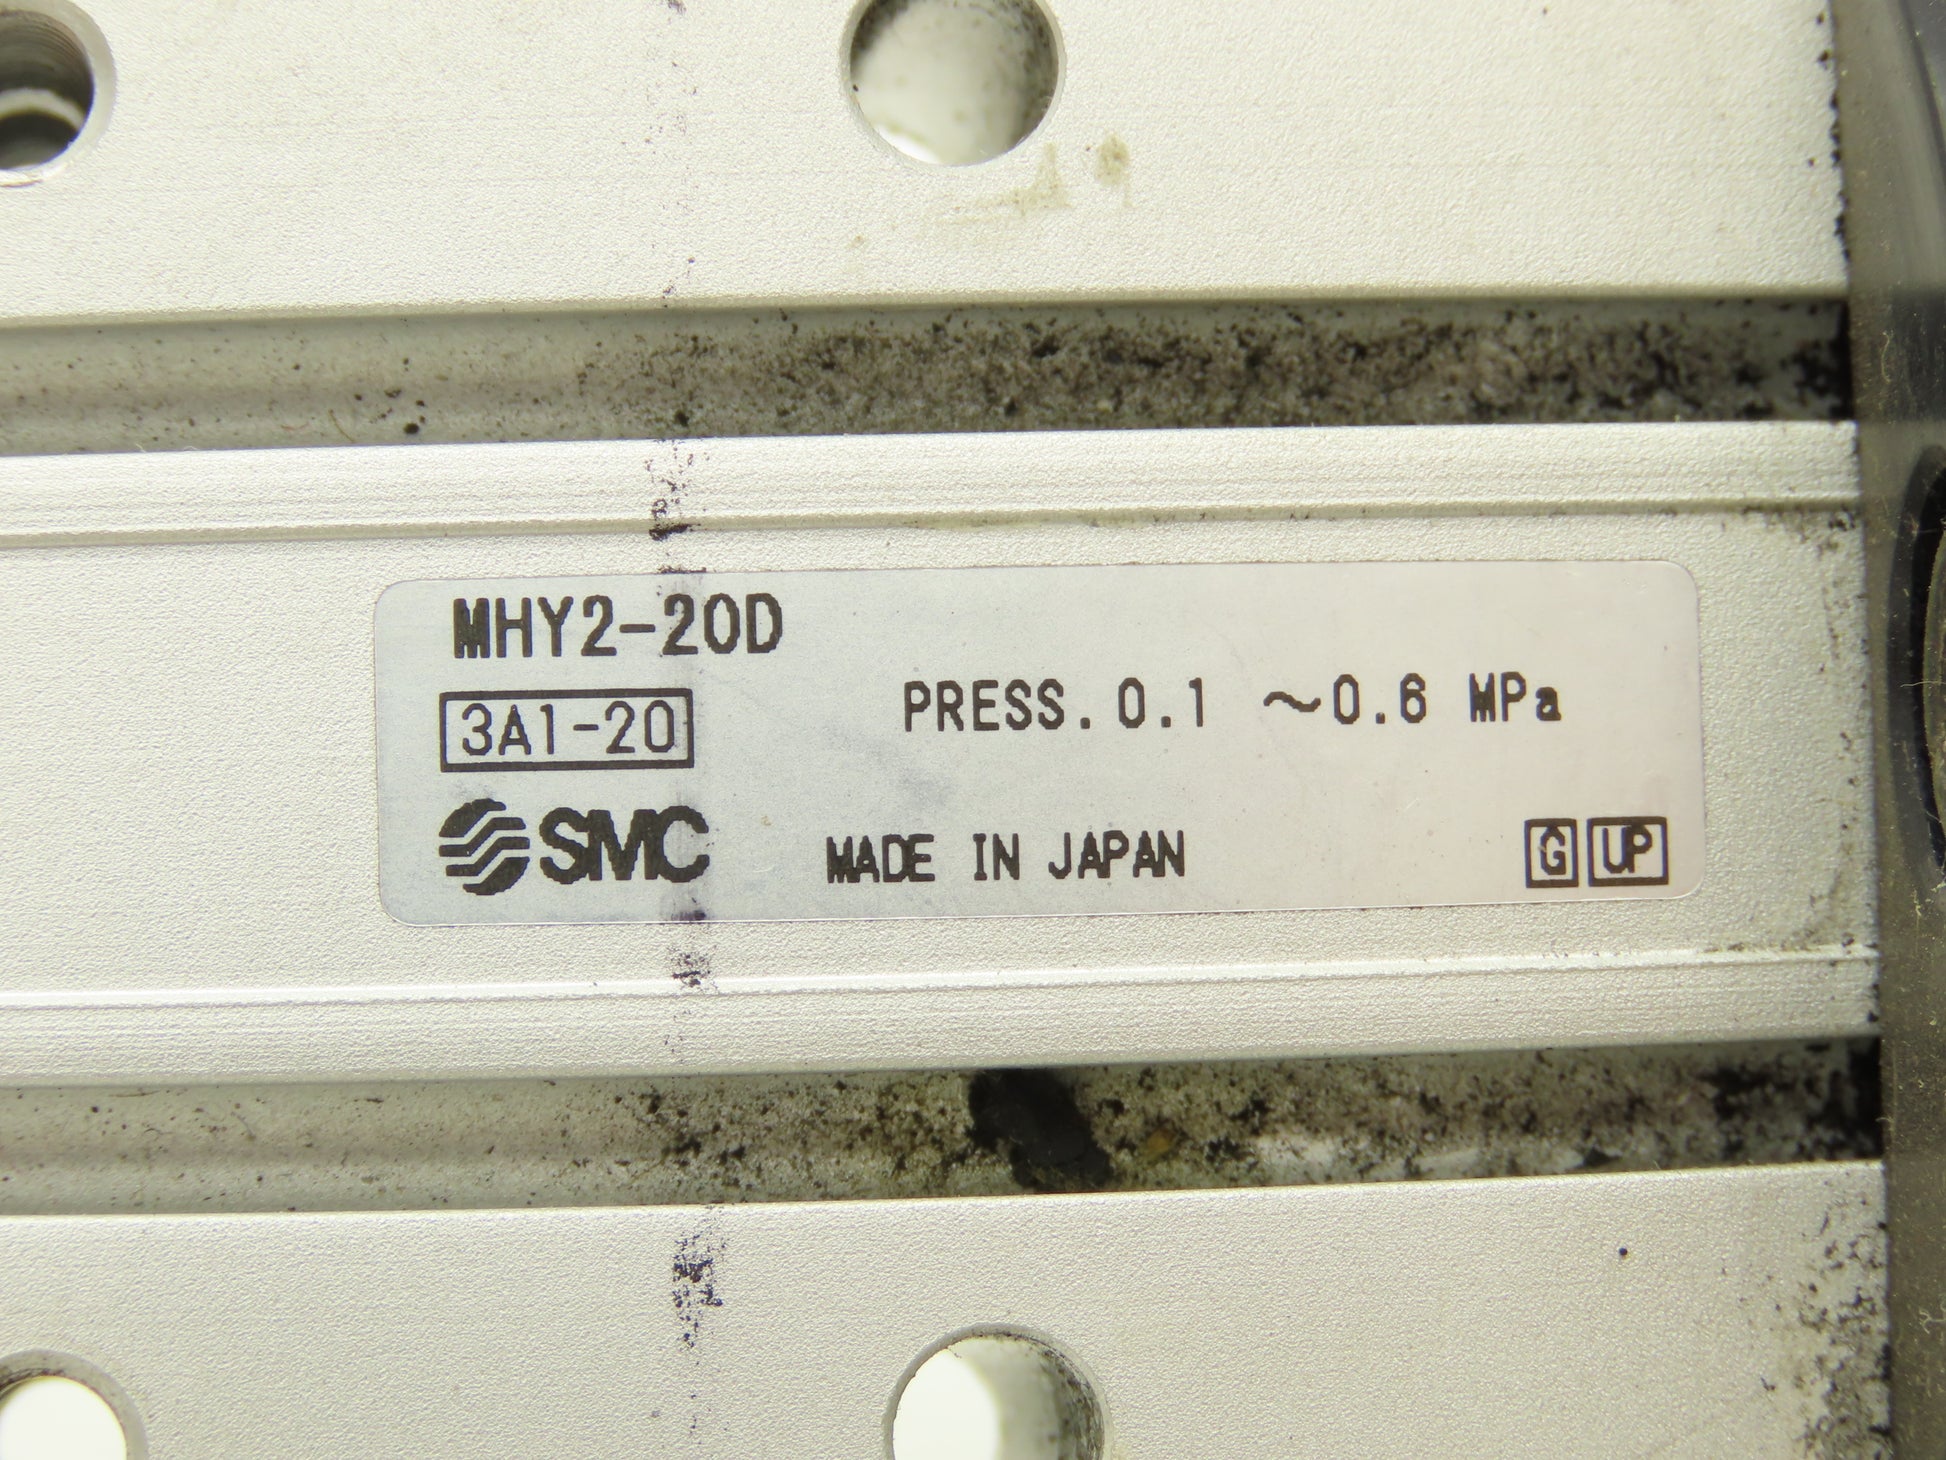 MHY2-20D
3A1-20
PRESS. 0.1 ~0.6 MPa
SMC
MADE IN JAPAN
G UP